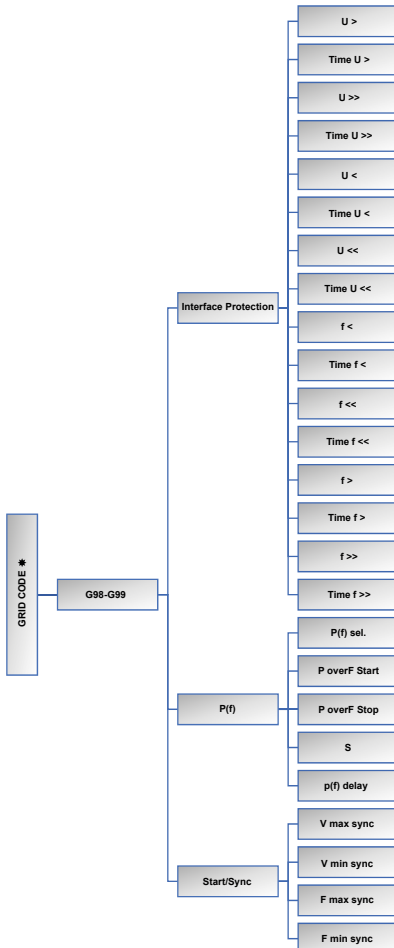 GRID CODE ✷
G98-G99
Interface Protection
U >
Time U >
U >>
Time U >>
U <
Time U <
U <<
Time U <<
f <
Time f <
f <<
Time f <<
f >
Time f >
f >>
Time f >>
P(f)
P(f) sel.
P overF Start
P overF Stop
S
p(f) delay
Start/Sync
V max sync
V min sync
F max sync
F min sync